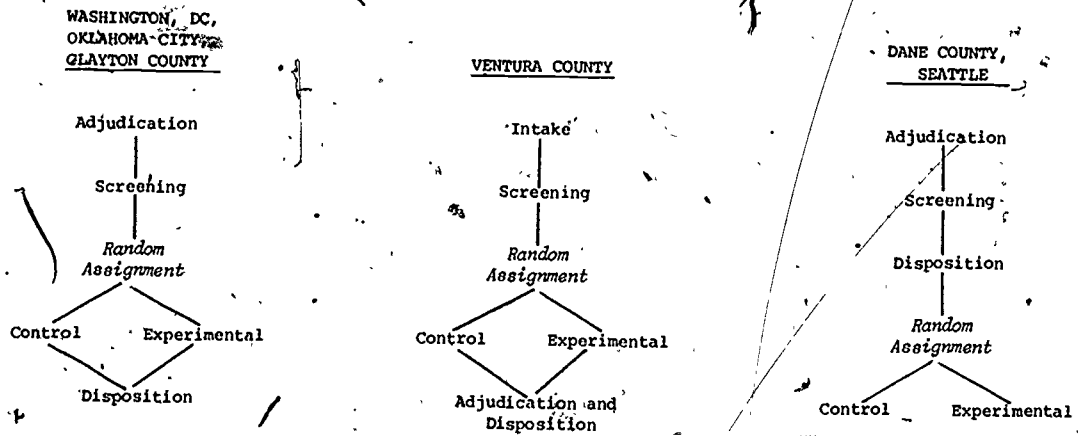 WASHINGTON, DC,
OKLAHOMA CITY,
GLAYTON COUNTY
Adjudication
Screening
Random
Assignment
Control Experimental
Disposition
VENTURA COUNTY
Intake
Screening
Random
Assignment
Control Experimental
Adjudication and
Disposition
DANE COUNTY,
SEATTLE
Adjudication
Screening
Disposition
Random
Assignment
Control Experimental